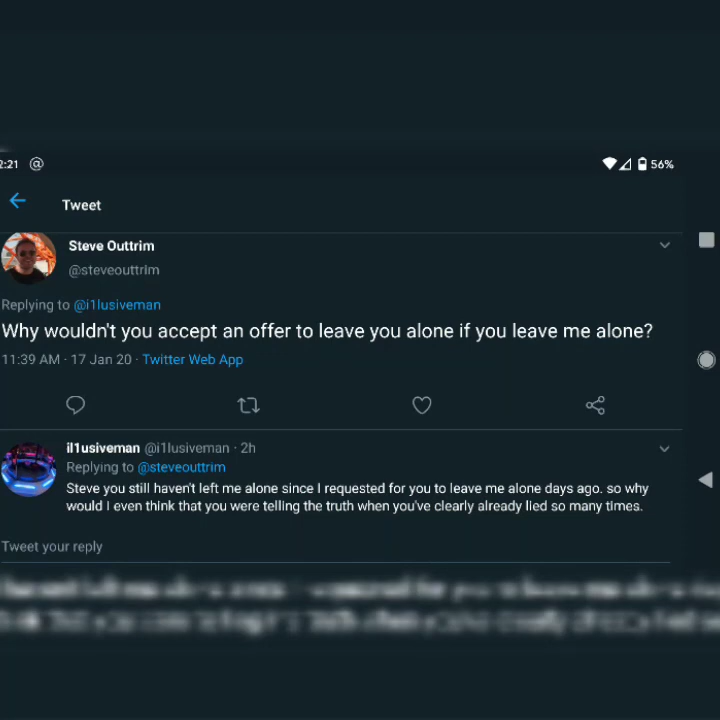 2:21 @ 56%
Tweet
Steve Outtrim
@steveouttrim
Replying to @i1lusiveman
Why wouldn't you accept an offer to leave you alone if you leave me alone?
11:39 AM · 17 Jan 20 · Twitter Web App
il1usiveman @i1lusiveman · 2h
Replying to @steveouttrim
Steve you still haven't left me alone since I requested for you to leave me alone days ago. so why
would I even think that you were telling the truth when you've clearly already lied so many times.
Tweet your reply